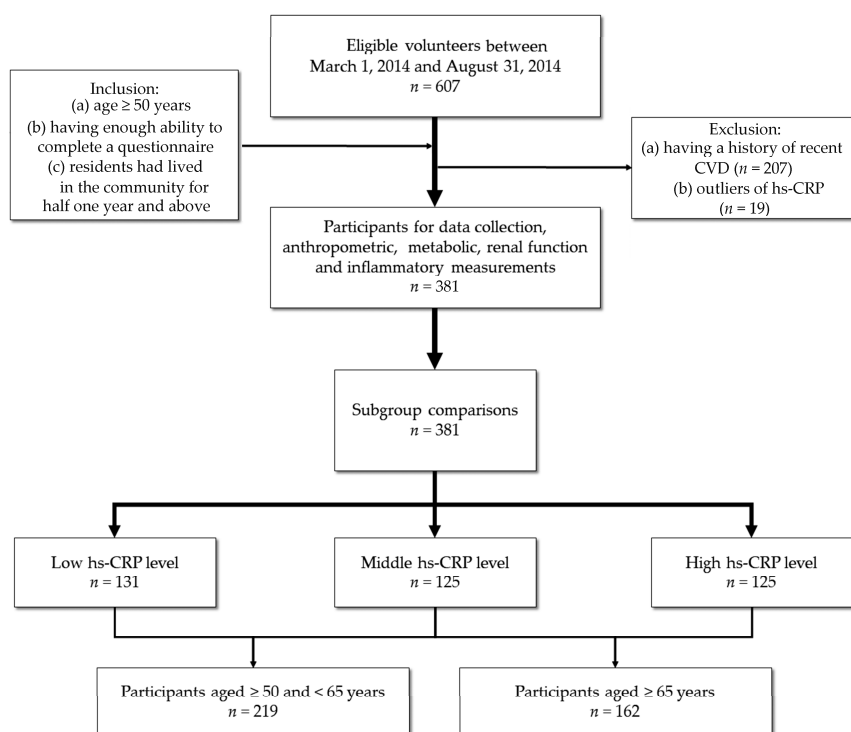 Eligible volunteers between
March 1, 2014 and August 31, 2014
n = 607
Inclusion:
(a) age ≥ 50 years
(b) having enough ability to
complete a questionnaire
(c) residents had lived
in the community for
half one year and above
Exclusion:
(a) having a history of recent
CVD (n = 207)
(b) outliers of hs-CRP
(n = 19)
Participants for data collection,
anthropometric, metabolic, renal function
and inflammatory measurements
n = 381
Subgroup comparisons
n = 381
Low hs-CRP level
n = 131
Middle hs-CRP level
n = 125
High hs-CRP level
n = 125
Participants aged ≥ 50 and < 65 years
n = 219
Participants aged ≥ 65 years
n = 162